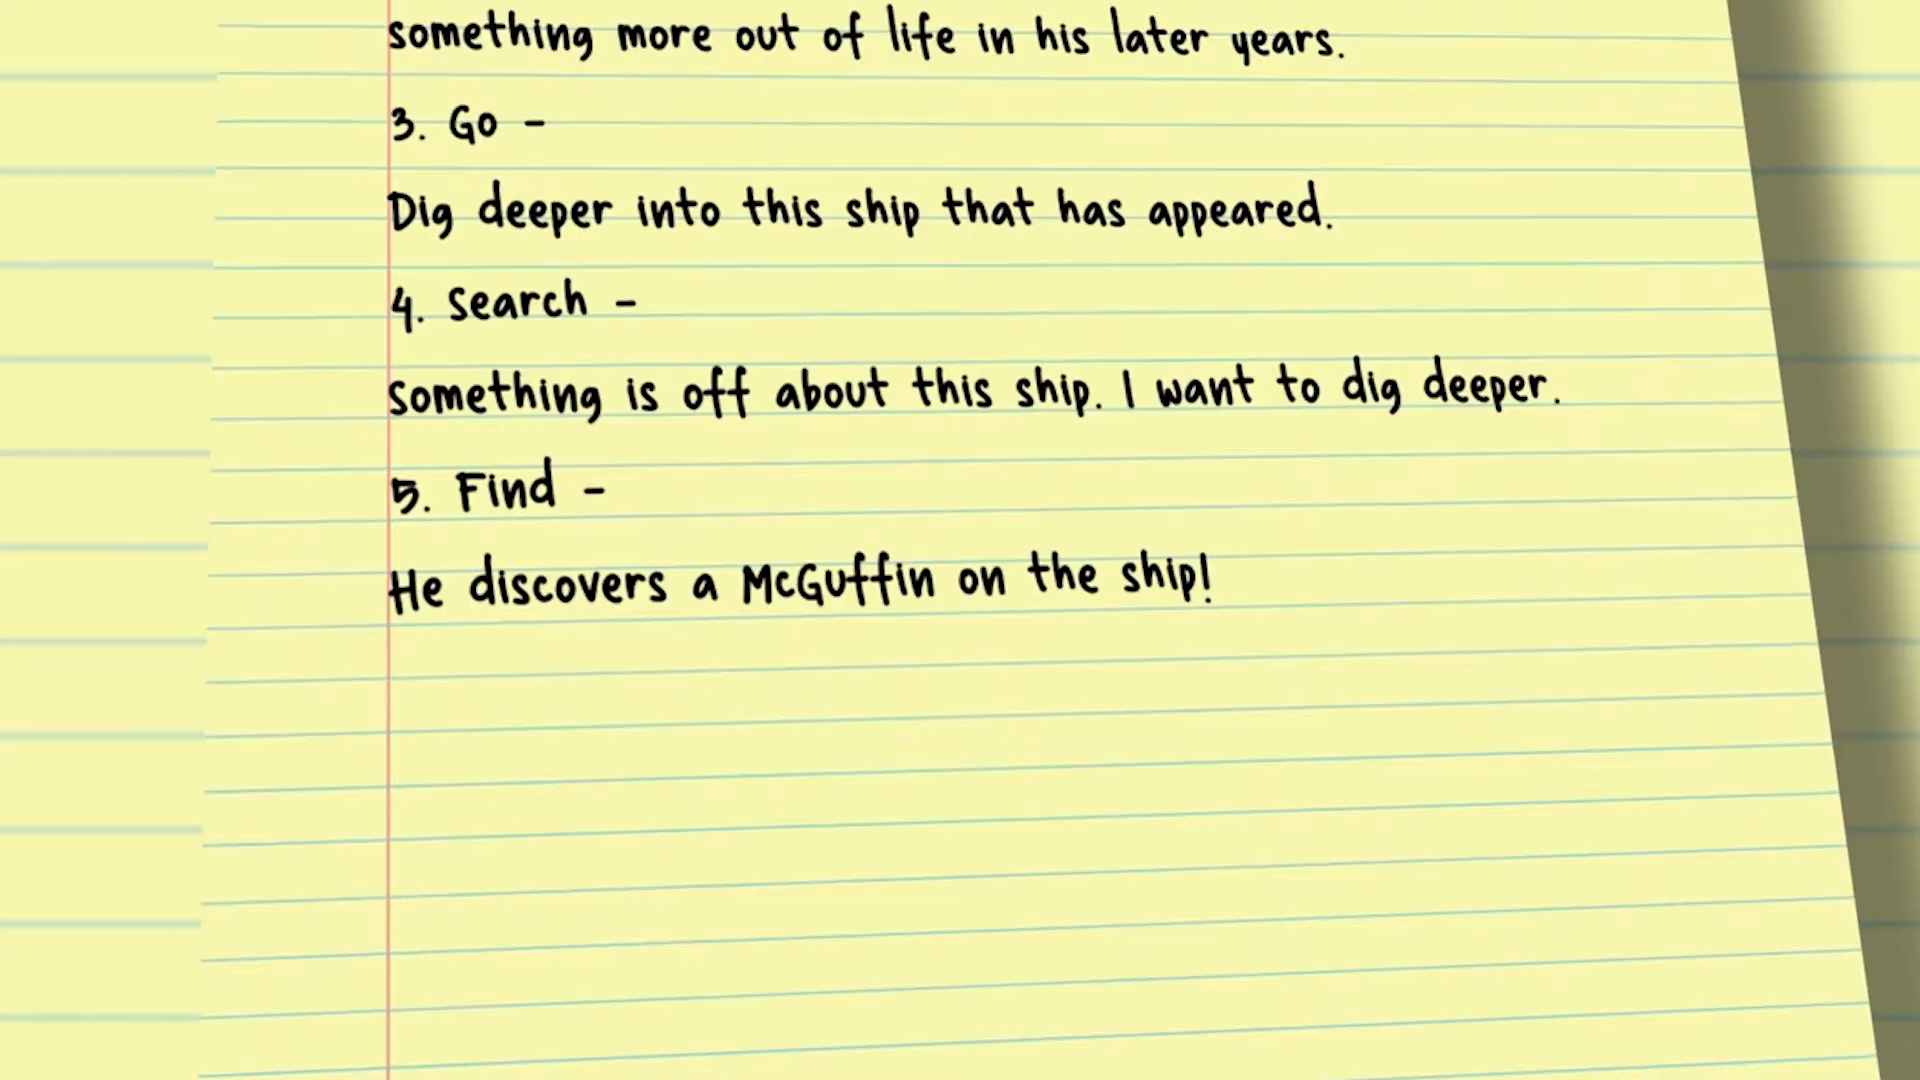 something more out of life in his later years.
3. Go -
Dig deeper into this ship that has appeared.
4. Search -
Something is off about this ship. I want to dig deeper.
5. Find -
He discovers a McGuffin on the ship!